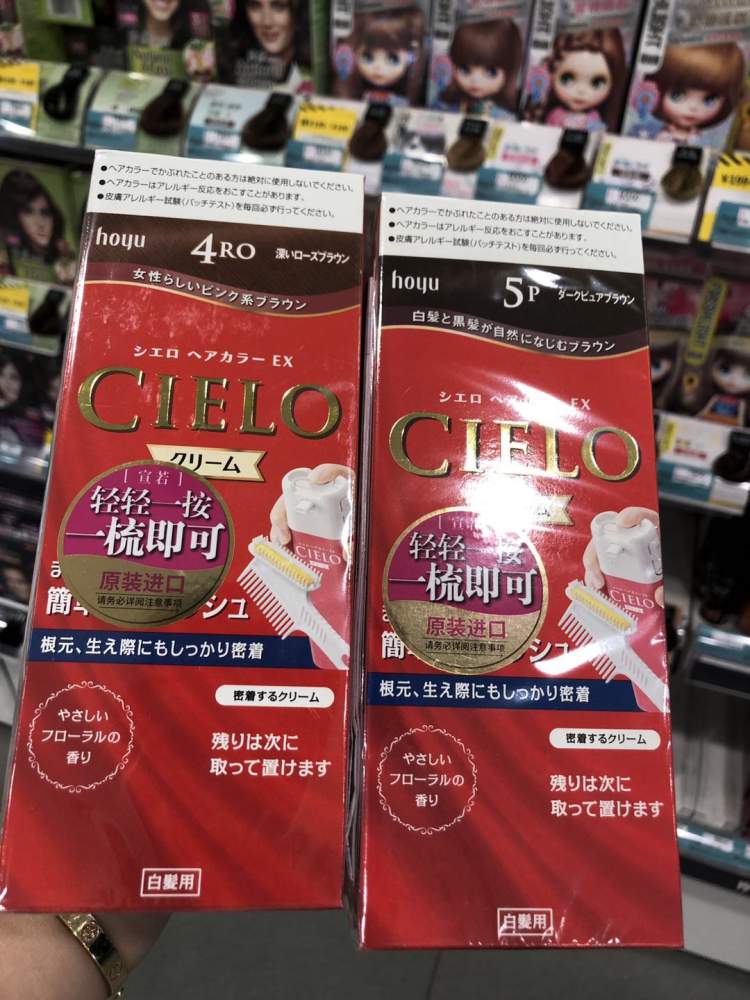 ●ヘアカラーでかぶれたことのある方は絶対に使用しないでください。
●ヘアカラーはアレルギー反応をおこすことがあります。
●皮膚アレルギー試験(パッチテスト)を毎回必ず行ってください。
hoyu
4RO
深いローズブラウン
女性らしいピンク系ブラウン
シエロ ヘアカラー EX
CIELO
クリーム
[宣若]
轻轻一按
一梳即可
原装进口
请务必详阅注意事项
CIELO
簡
シュ
根元、生え際にもしっかり密着
密着するクリーム
やさしい
フローラルの
香り
残りは次に
取って置けます
白髪用
●ヘアカラーでかぶれたことのある方は絶対に使用しないでください。
●ヘアカラーはアレルギー反応をおこすことがあります。
●皮膚アレルギー試験(パッチテスト)を毎回必ず行ってください。
hoyu
5P
ダークピュアブラウン
白髪と黒髪が自然になじむブラウン
シエロ ヘ EX
CIELO
轻轻一按
一梳即可
原装进口
请务必详阅注意事项
CIELO
簡
シュ
根元、生え際にもしっかり密着
密着するクリーム
やさしい
フローラルの
香り
残りは次に
取って置けます
白髪用